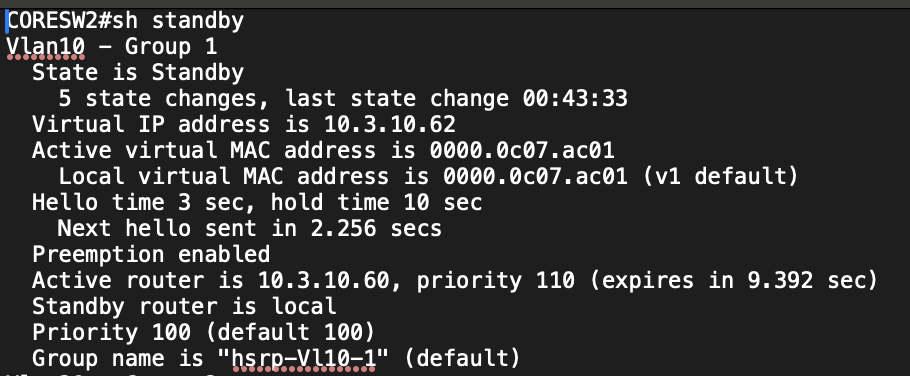 CORESW2#sh standby
Vlan10 - Group 1
State is Standby
5 state changes, last state change 00:43:33
Virtual IP address is 10.3.10.62
Active virtual MAC address is 0000.0c07.ac01
Local virtual MAC address is 0000.0c07.ac01 (v1 default)
Hello time 3 sec, hold time 10 sec
Next hello sent in 2.256 secs
Preemption enabled
Active router is 10.3.10.60, priority 110 (expires in 9.392 sec)
Standby router is local
Priority 100 (default 100)
Group name is "hsrp-Vl10-1" (default)